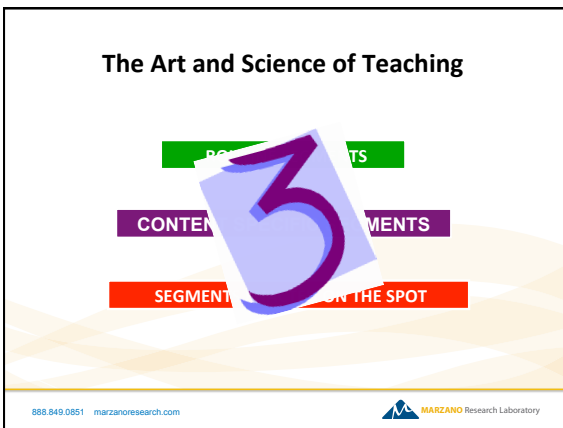 The Art and Science of Teaching
TS
CONTEN MENTS
SEGMENT ON THE SPOT
3
888.849.0851 marzanoresearch.com
MARZANO Research Laboratory